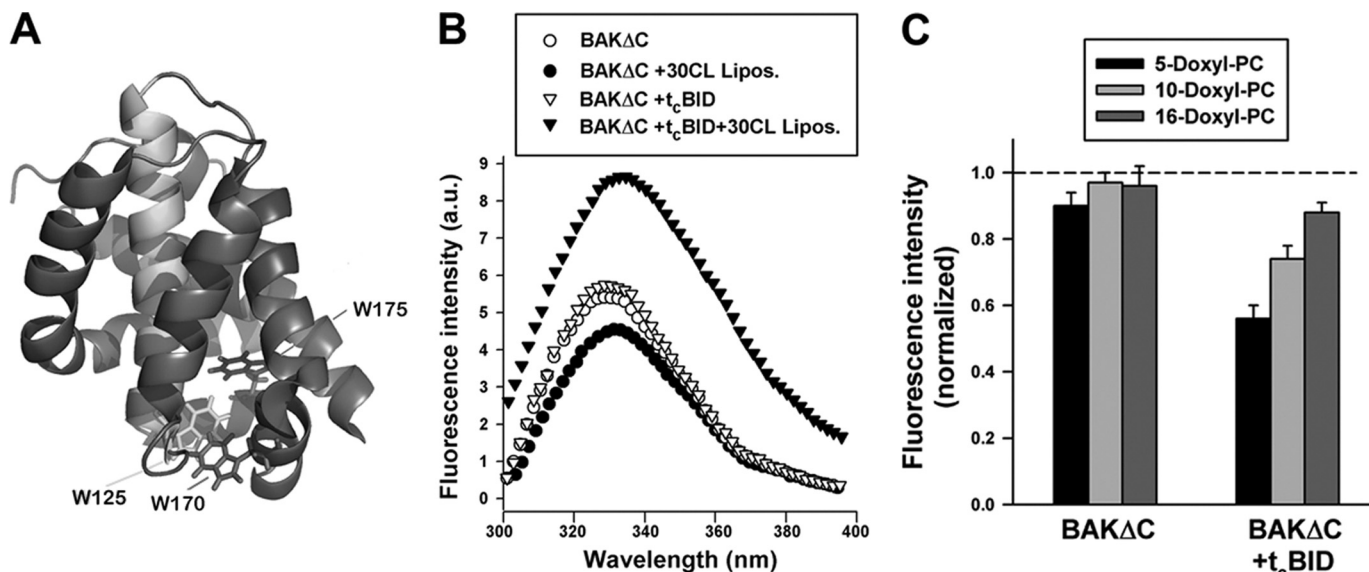 A
W175
W125
W170
B
BAKΔC
BAKΔC +30CL Lipos.
BAKΔC +tcBID
BAKΔC +tcBID+30CL Lipos.
Fluorescence intensity (a.u.)
9
8
7
6
5
4
3
2
1
0
300 320 340 360 380 400
Wavelength (nm)
C
5-Doxyl-PC
10-Doxyl-PC
16-Doxyl-PC
Fluorescence intensity
(normalized)
1.0
0.8
0.6
0.4
0.2
0.0
BAKΔC
BAKΔC
+tcBID